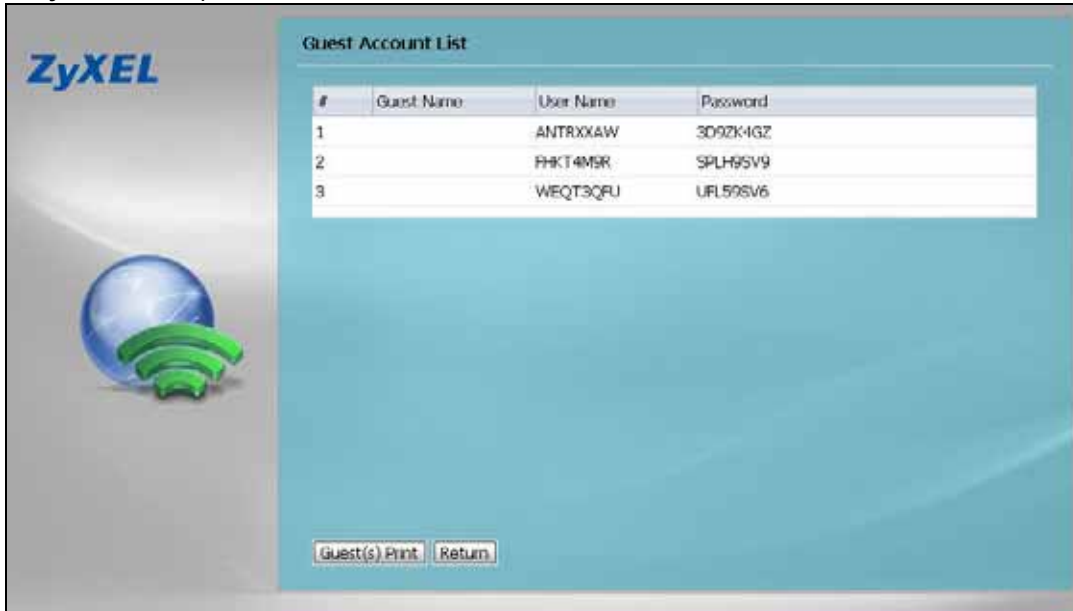 ZyXEL
Guest Account List
# Guest Name User Name Password
1 ANTRXXAW 3D9ZK4GZ
2 FHKT4M9R SPLH9SV9
3 WEQT3QFU UFL59SV6
Guest(s) Print Return